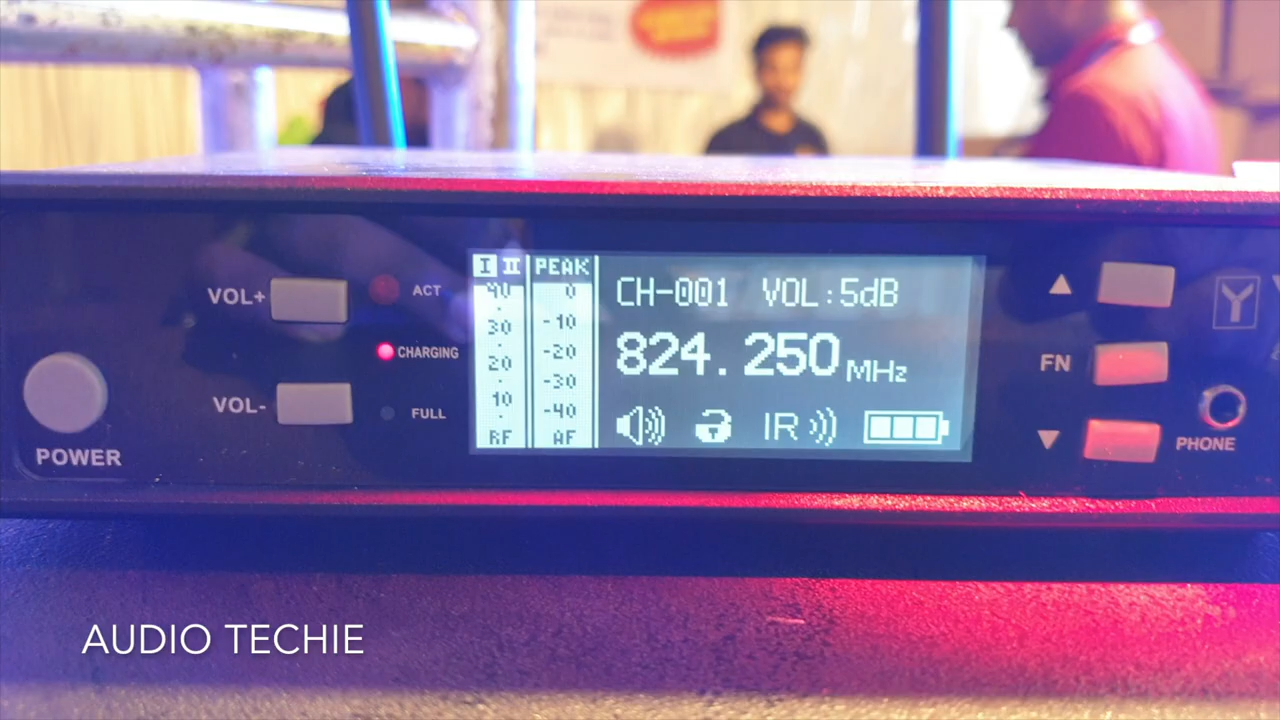 VOL+
VOL-
POWER
ACT
CHARGING
FULL
I II PEAK
40 0
30 -10
20 -20
10 -30
-40
RF AF
CH-001 VOL:5dB
824.250 MHz
IR
FN
PHONE
Y
AUDIO TECHIE